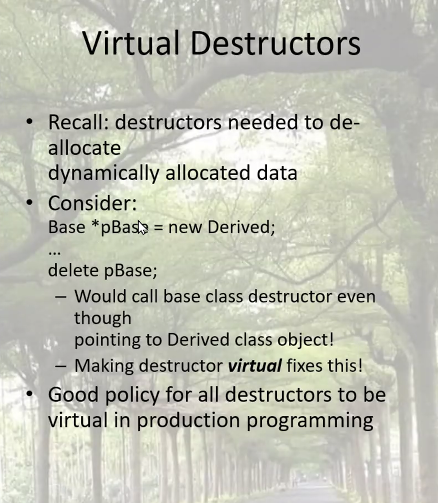 Virtual Destructors
• Recall: destructors needed to de-
allocate
dynamically allocated data
• Consider:
Base *pBase = new Derived;
…
delete pBase;
– Would call base class destructor even
though
pointing to Derived class object!
– Making destructor virtual fixes this!
• Good policy for all destructors to be
virtual in production programming